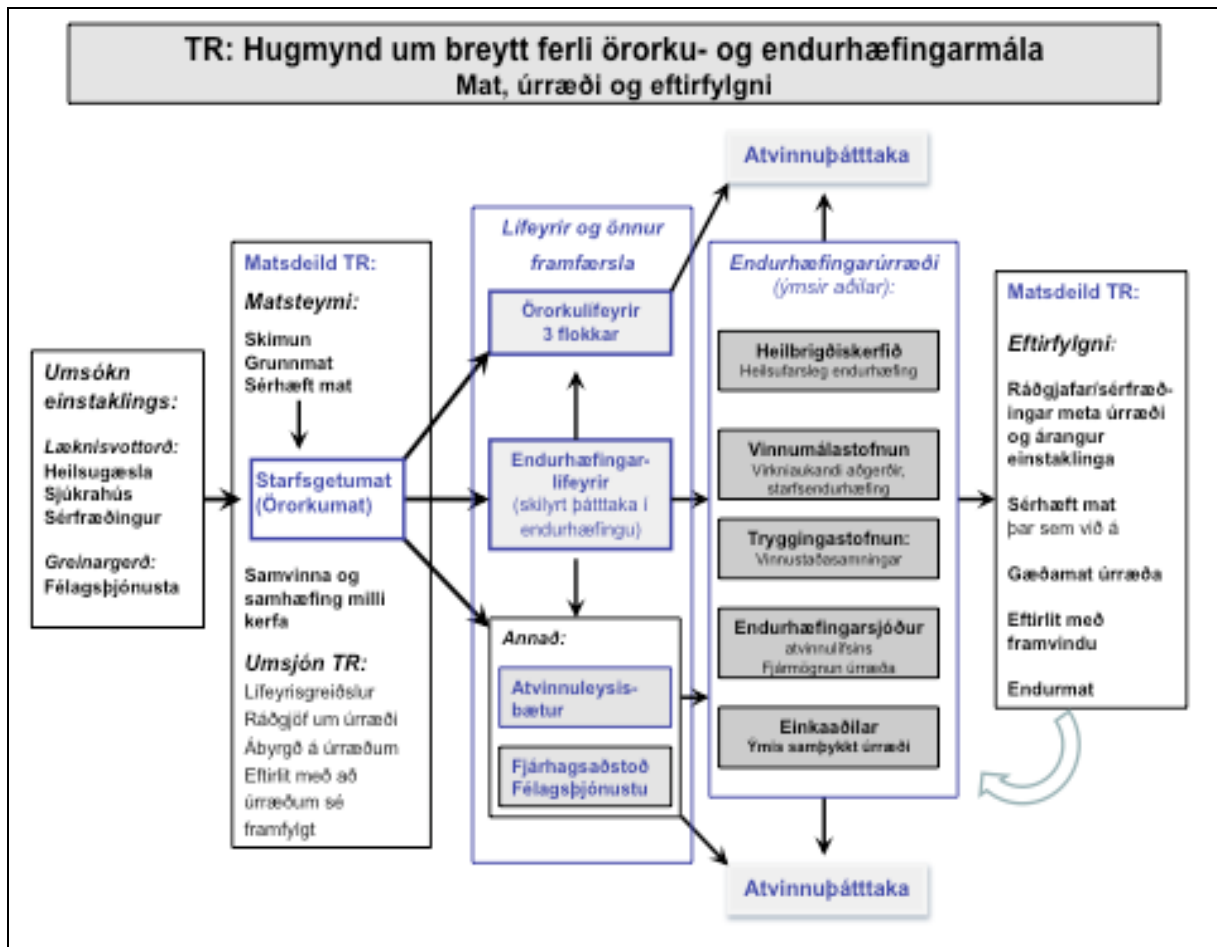 TR: Hugmynd um breytt ferli örorku- og endurhæfingarmála
Mat, úrræði og eftirfylgni
Umsókn
einstaklings:
Læknisvottorð:
Heilsugæsla
Sjúkrahús
Sérfræðingur
Greinargerð:
Félagsþjónusta
Matsdeild TR:
Matsteymi:
Skimun
Grunnmat
Sérhæft mat
Starfsgetumat
(Örorkumat)
Samvinna og
samhæfing milli
kerfa
Umsjón TR:
Lífeyrisgreiðslur
Ráðgjöf um úrræði
Ábyrgð á úrræðum
Eftirlit með að
úrræðum sé
framfylgt
Lífeyrir og önnur
framfærsla
Örorkulífeyrir
3 flokkar
Endurhæfingar-
lífeyrir
(skilyrt þátttaka í
endurhæfingu)
Annað:
Atvinnuleysis-
bætur
Fjárhagsaðstoð
Félagsþjónustu
Atvinnuþátttaka
Endurhæfingarúrræði
(ýmsir aðilar):
Heilbrigðiskerfið
Heilsufarsleg endurhæfing
Vinnumálastofnun
Virkniaukandi aðgerðir,
starfsendurhæfing
Tryggingastofnun:
Vinnustaðasamningar
Endurhæfingarsjóður
atvinnulífsins
Fjármögnun úrræða
Einkaaðilar
Ýmis samþykkt úrræði
Atvinnuþátttaka
Matsdeild TR:
Eftirfylgni:
Ráðgjafar/sérfræð-
ingar meta úrræði
og árangur
einstaklinga
Sérhæft mat
þar sem við á
Gæðamat úrræða
Eftirlit með
framvindu
Endurmat